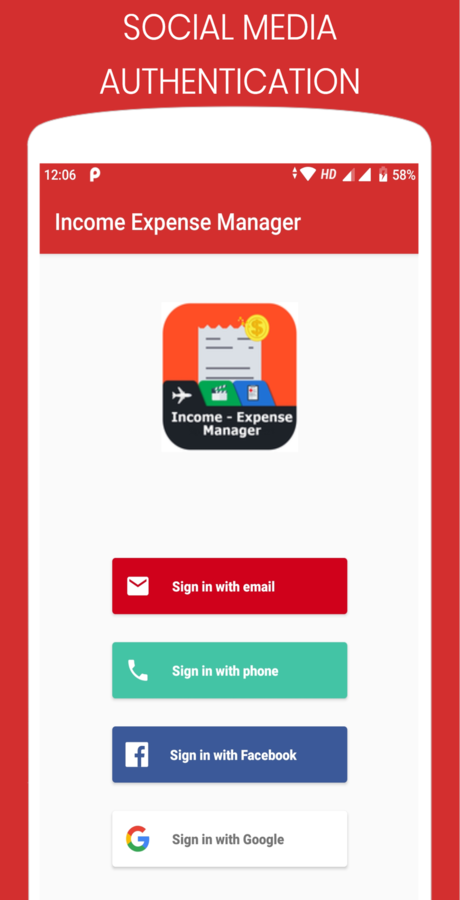 SOCIAL MEDIA
AUTHENTICATION
12:06 HD 58%
Income Expense Manager
Income - Expense
Manager
Sign in with email
Sign in with phone
Sign in with Facebook
Sign in with Google